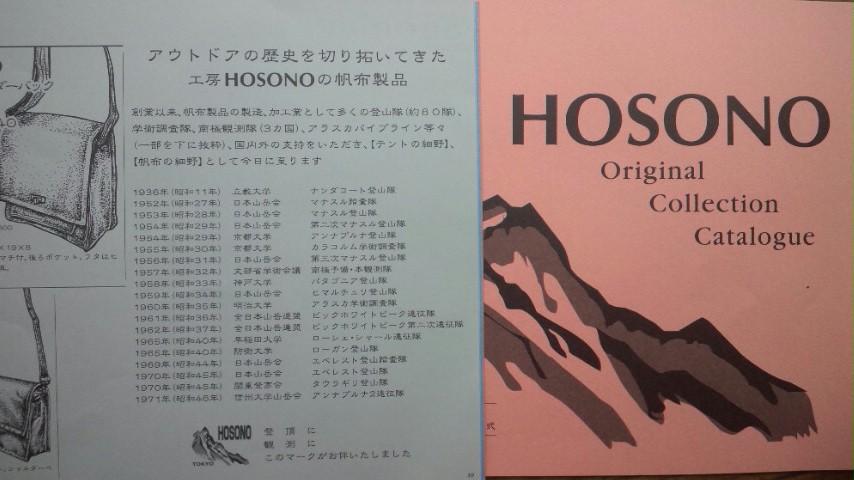 アウトドアの歴史を切り拓いてきた
工房HOSONOの帆布製品
創業以来、帆布製品の製造、加工業として多くの登山隊(約80隊)、
学術調査隊、南極観測隊(3カ国)、アラスカパイプライン等々
(一部を下に抜粋)、国内外の支持をいただき、【テントの細野】、
【帆布の細野】として今日に至ります
1936年(昭和11年) 立教大学 ナンダコート登山隊
1952年(昭和27年) 日本山岳会 マナスル踏査隊
1953年(昭和28年) 日本山岳会 マナスル登山隊
1954年(昭和29年) 日本山岳会 第二次マナスル登山隊
1954年(昭和29年) 京都大学 アンナプルナ登山隊
1955年(昭和30年) 京都大学 カラコルム学術調査隊
1956年(昭和31年) 日本山岳会 第三次マナスル登山隊
1957年(昭和32年) 文部省学術会議 南極予備・本観測隊
1958年(昭和33年) 神戸大学 パタゴニア登山隊
1959年(昭和34年) 日本山岳会 ヒマルチュリ登山隊
1960年(昭和35年) 明治大学 アラスカ学術調査隊
1961年(昭和36年) 全日本山岳連盟 ビックホワイトピーク遠征隊
1962年(昭和37年) 全日本山岳連盟 ビックホワイトピーク第二次遠征隊
1965年(昭和40年) 早稲田大学 ローシェ・シャール遠征隊
1965年(昭和40年) 防衛大学 ローガン登山隊
1969年(昭和44年) 日本山岳会 エベレスト登山踏査隊
1970年(昭和45年) 日本山岳会 エベレスト登山隊
1970年(昭和45年) 関東登高会 タウラギリ登山隊
1971年(昭和46年) 信州大学山岳会 アンナプルナ2遠征隊
HOSONO
TOKYO
登頂に
観測に
このマークがお伴いたしました
×19×8
マチ付、後ろポケット、フタはヒ
HOSONO
Original
Collection
Catalogue
式